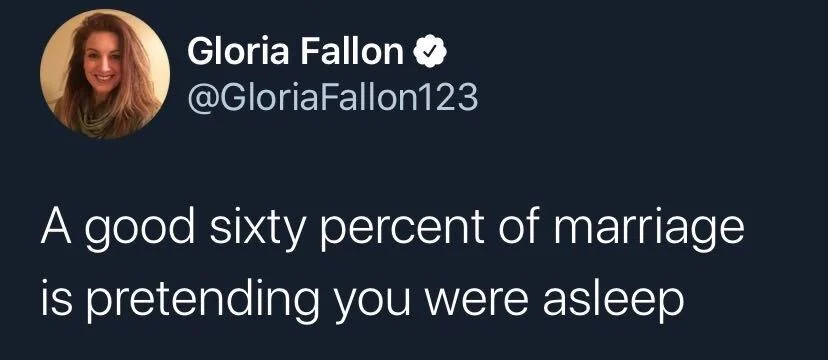 Gloria Fallon
@GloriaFallon123
A good sixty percent of marriage
is pretending you were asleep